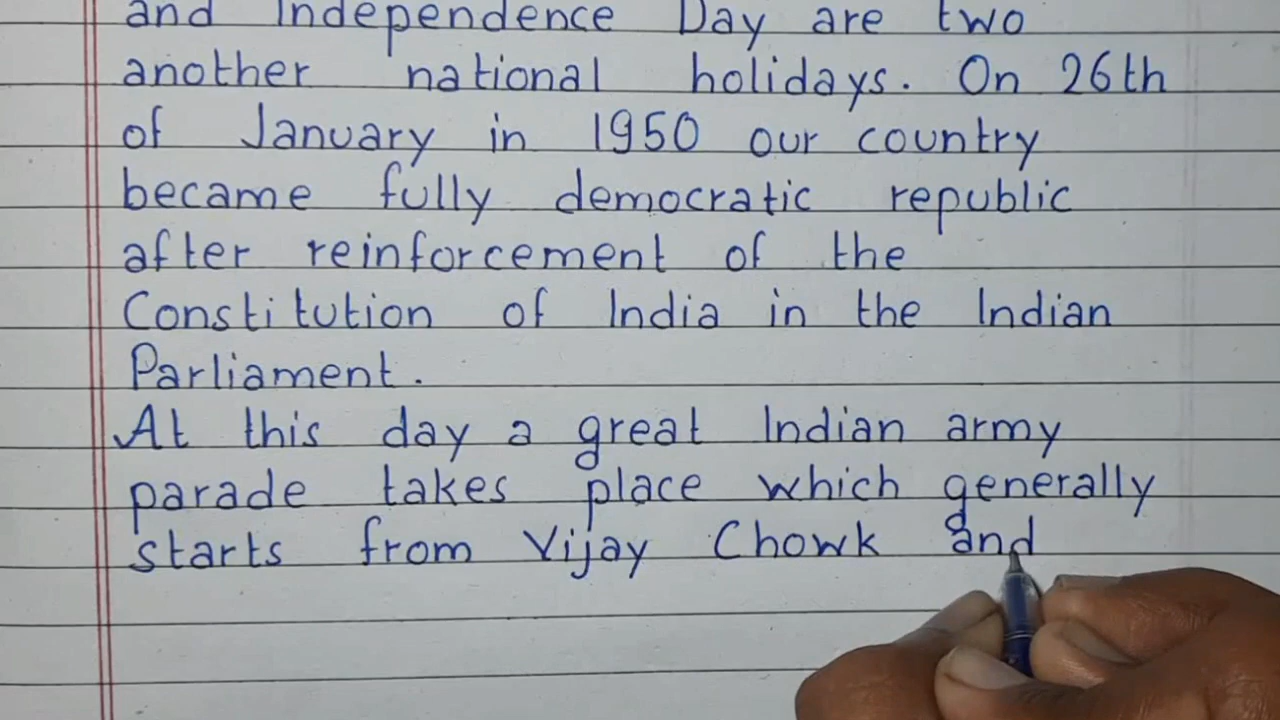 and Independence Day are two
another national holidays. On 26th
of January in 1950 our country
became fully democratic republic
after reinforcement of the
Constitution of India in the Indian
Parliament.
At this day a great Indian army
parade takes place which generally
starts from Vijay Chowk and